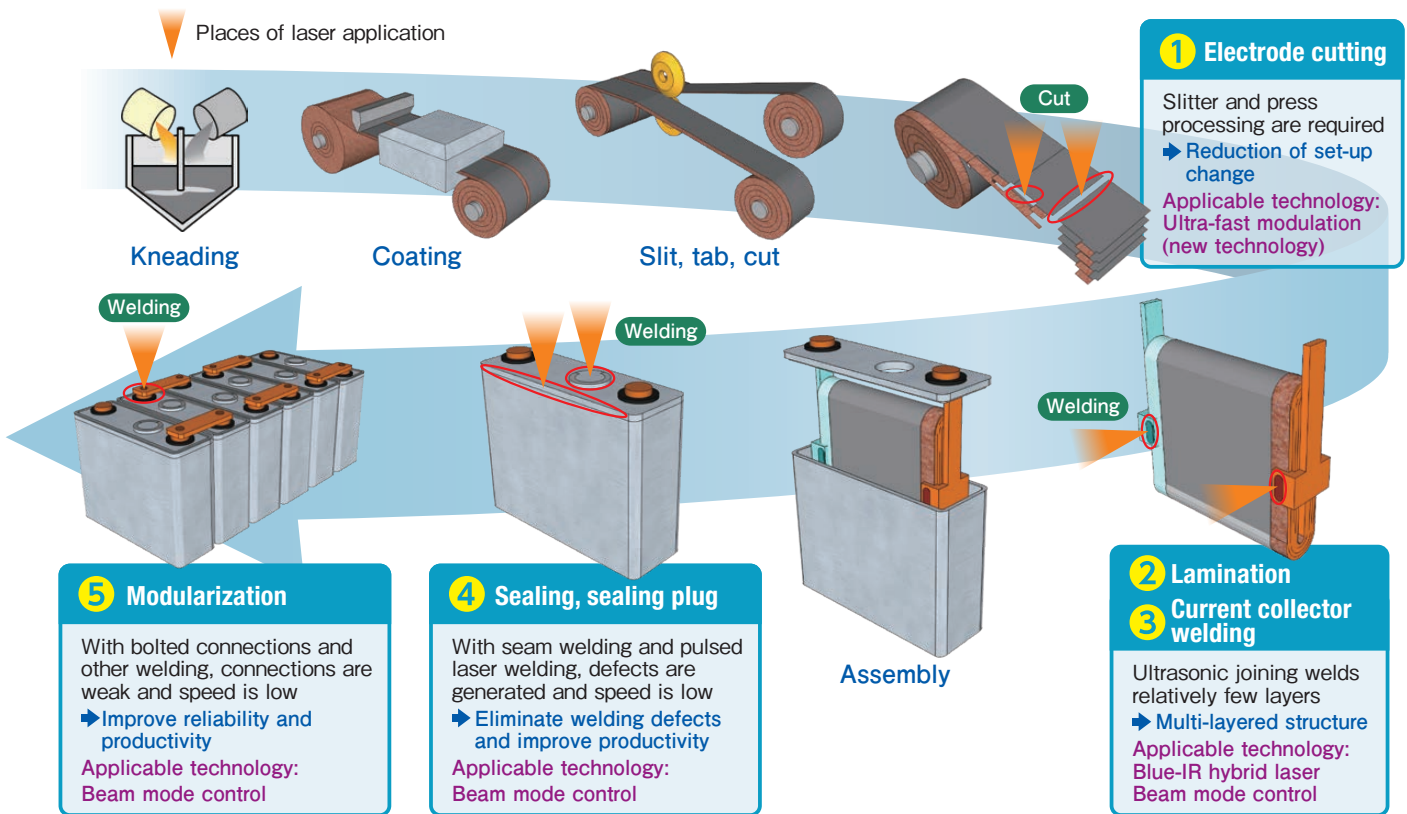 Places of laser application
Kneading
Coating
Slit, tab, cut
Cut
1 Electrode cutting
Slitter and press
processing are required
➡ Reduction of set-up
change
Applicable technology:
Ultra-fast modulation
(new technology)
Welding
2 Lamination
3 Current collector
welding
Ultrasonic joining welds
relatively few layers
➡ Multi-layered structure
Applicable technology:
Blue-IR hybrid laser
Beam mode control
Assembly
Welding
4 Sealing, sealing plug
With seam welding and pulsed
laser welding, defects are
generated and speed is low
➡ Eliminate welding defects
and improve productivity
Applicable technology:
Beam mode control
Welding
5 Modularization
With bolted connections and
other welding, connections are
weak and speed is low
➡ Improve reliability and
productivity
Applicable technology:
Beam mode control